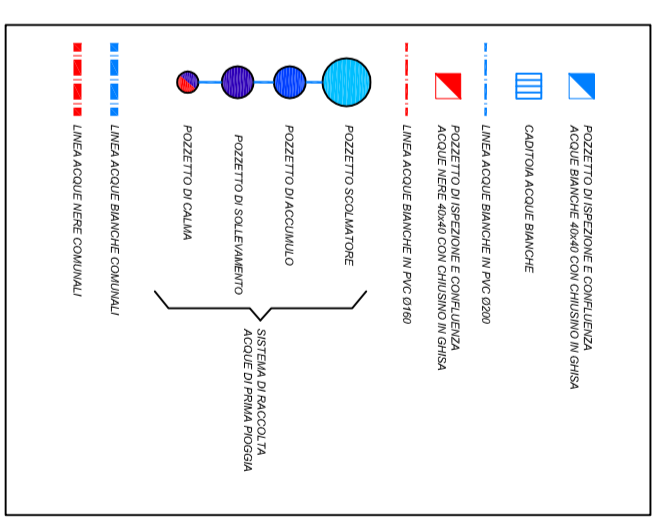 POZZETTO DI ISPEZIONE E CONFLUENZA
ACQUE BIANCHE 40x40 CON CHIUSINO IN GHISA
CADITOIA ACQUE BIANCHE
LINEA ACQUE BIANCHE IN PVC Ø200
POZZETTO DI ISPEZIONE E CONFLUENZA
ACQUE NERE 40x40 CON CHIUSINO IN GHISA
LINEA ACQUE BIANCHE IN PVC Ø160
POZZETTO SCOLMATORE
POZZETTO DI ACCUMULO
POZZETTO DI SOLLEVAMENTO
POZZETTO DI CALMA
SISTEMA DI RACCOLTA
ACQUE DI PRIMA PIOGGIA
LINEA ACQUE BIANCHE COMUNALI
LINEA ACQUE NERE COMUNALI